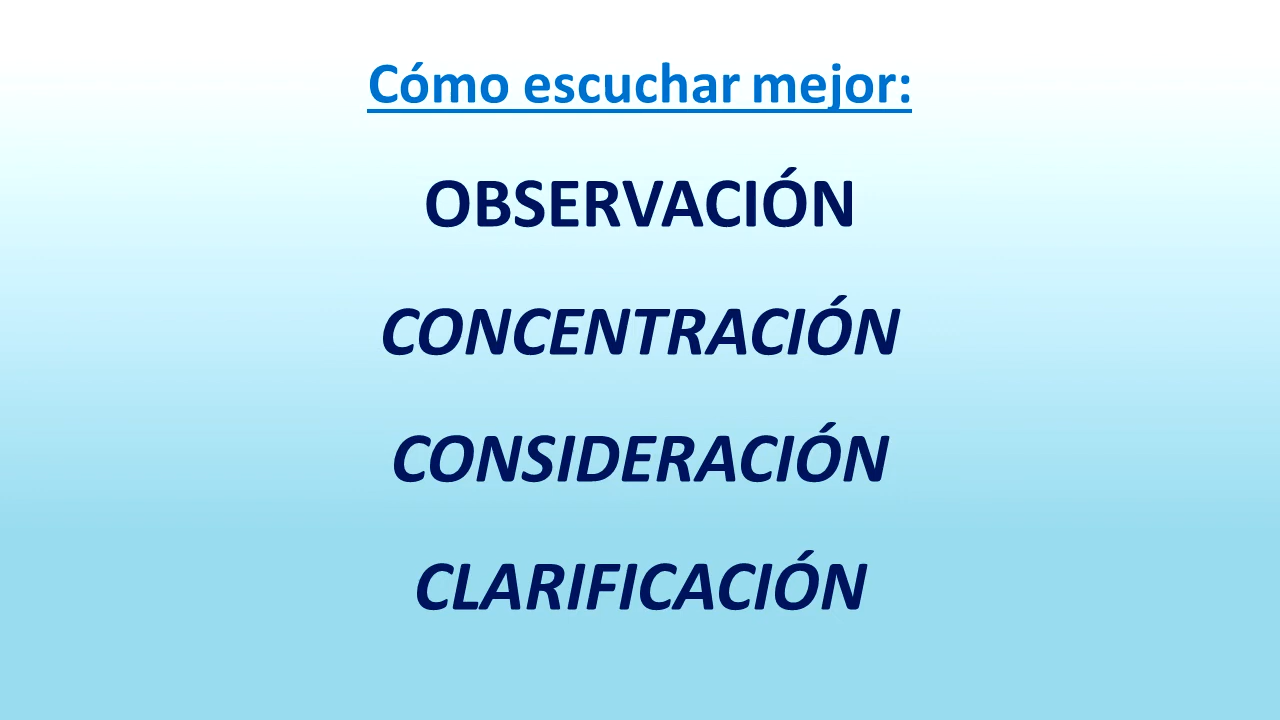 Cómo escuchar mejor:
OBSERVACIÓN
CONCENTRACIÓN
CONSIDERACIÓN
CLARIFICACIÓN